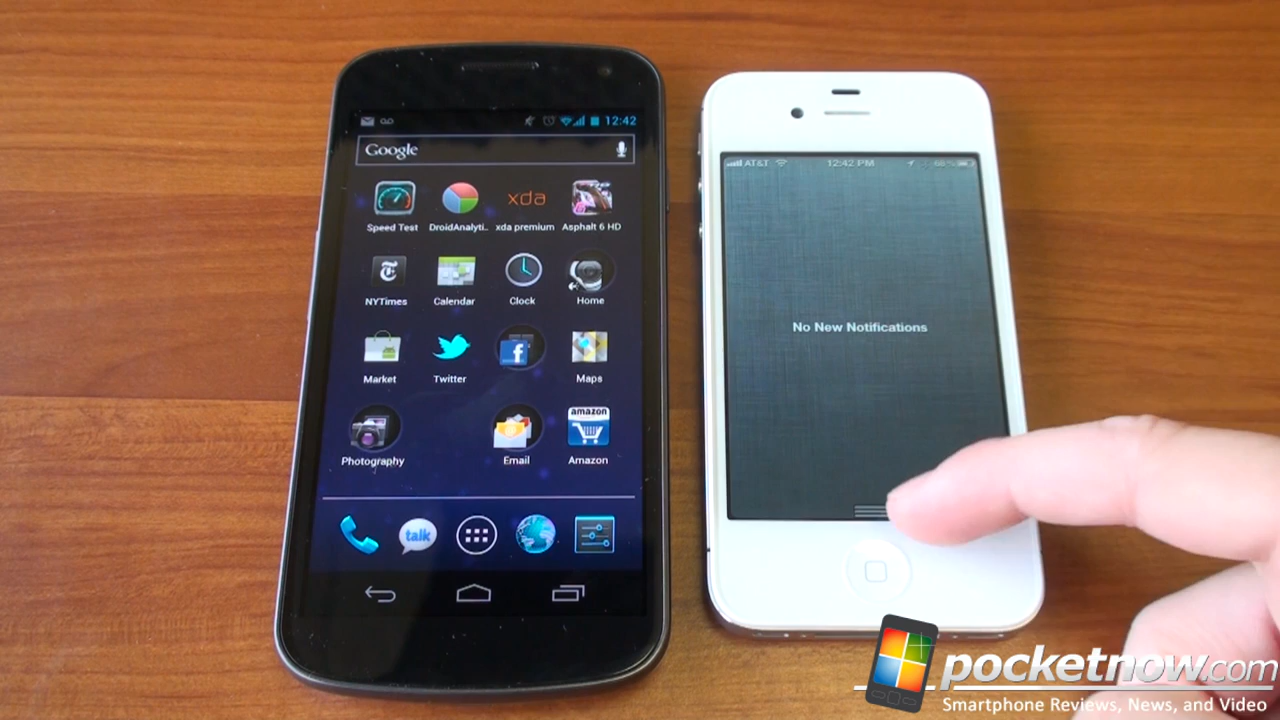 12:42
Google
Speed Test
DroidAnalyti..
xda
xda premium
Asphalt 6 HD
T
NYTimes
Calendar
Clock
Home
Market
Twitter
f
Maps
Photography
Email
amazon
Amazon
talk
AT&T
12:42 PM
66%
No New Notifications
pocketnow.com
Smartphone Reviews, News, and Video